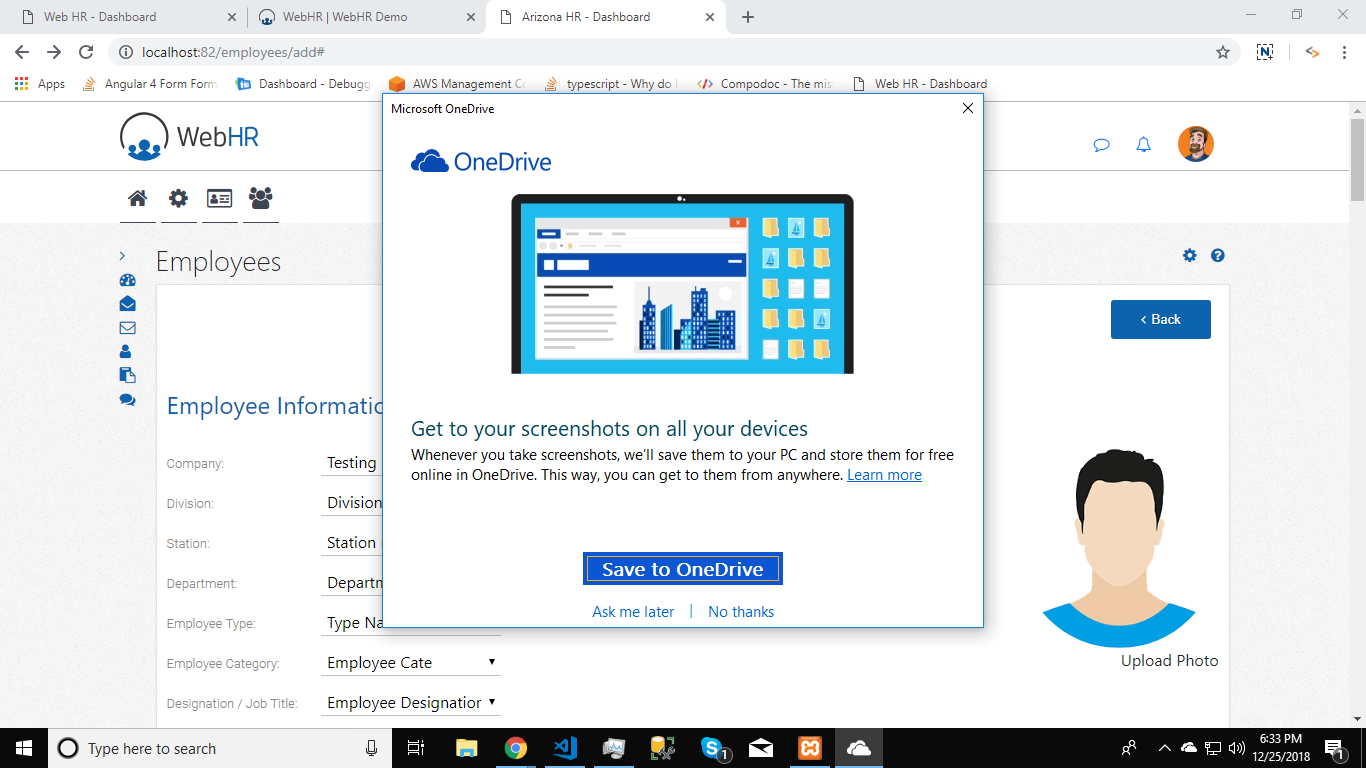 Web HR - Dashboard
WebHR | WebHR Demo
Arizona HR - Dashboard
localhost:82/employees/add#
Apps
Angular 4 Form Form
Dashboard - Debugg
AWS Management Co
typescript - Why do I
Compodoc - The mis
Web HR - Dashboard
WebHR
Employees
Back
Employee Informatio
Company:
Testing
Division:
Division
Station:
Station
Department:
Departm
Employee Type:
Type Na
Employee Category:
Employee Cate
Designation / Job Title:
Employee Designation
Upload Photo
Microsoft OneDrive
OneDrive
Get to your screenshots on all your devices
Whenever you take screenshots, we'll save them to your PC and store them for free
online in OneDrive. This way, you can get to them from anywhere. Learn more
Save to OneDrive
Ask me later | No thanks
Type here to search
1
6:33 PM
12/25/2018
1